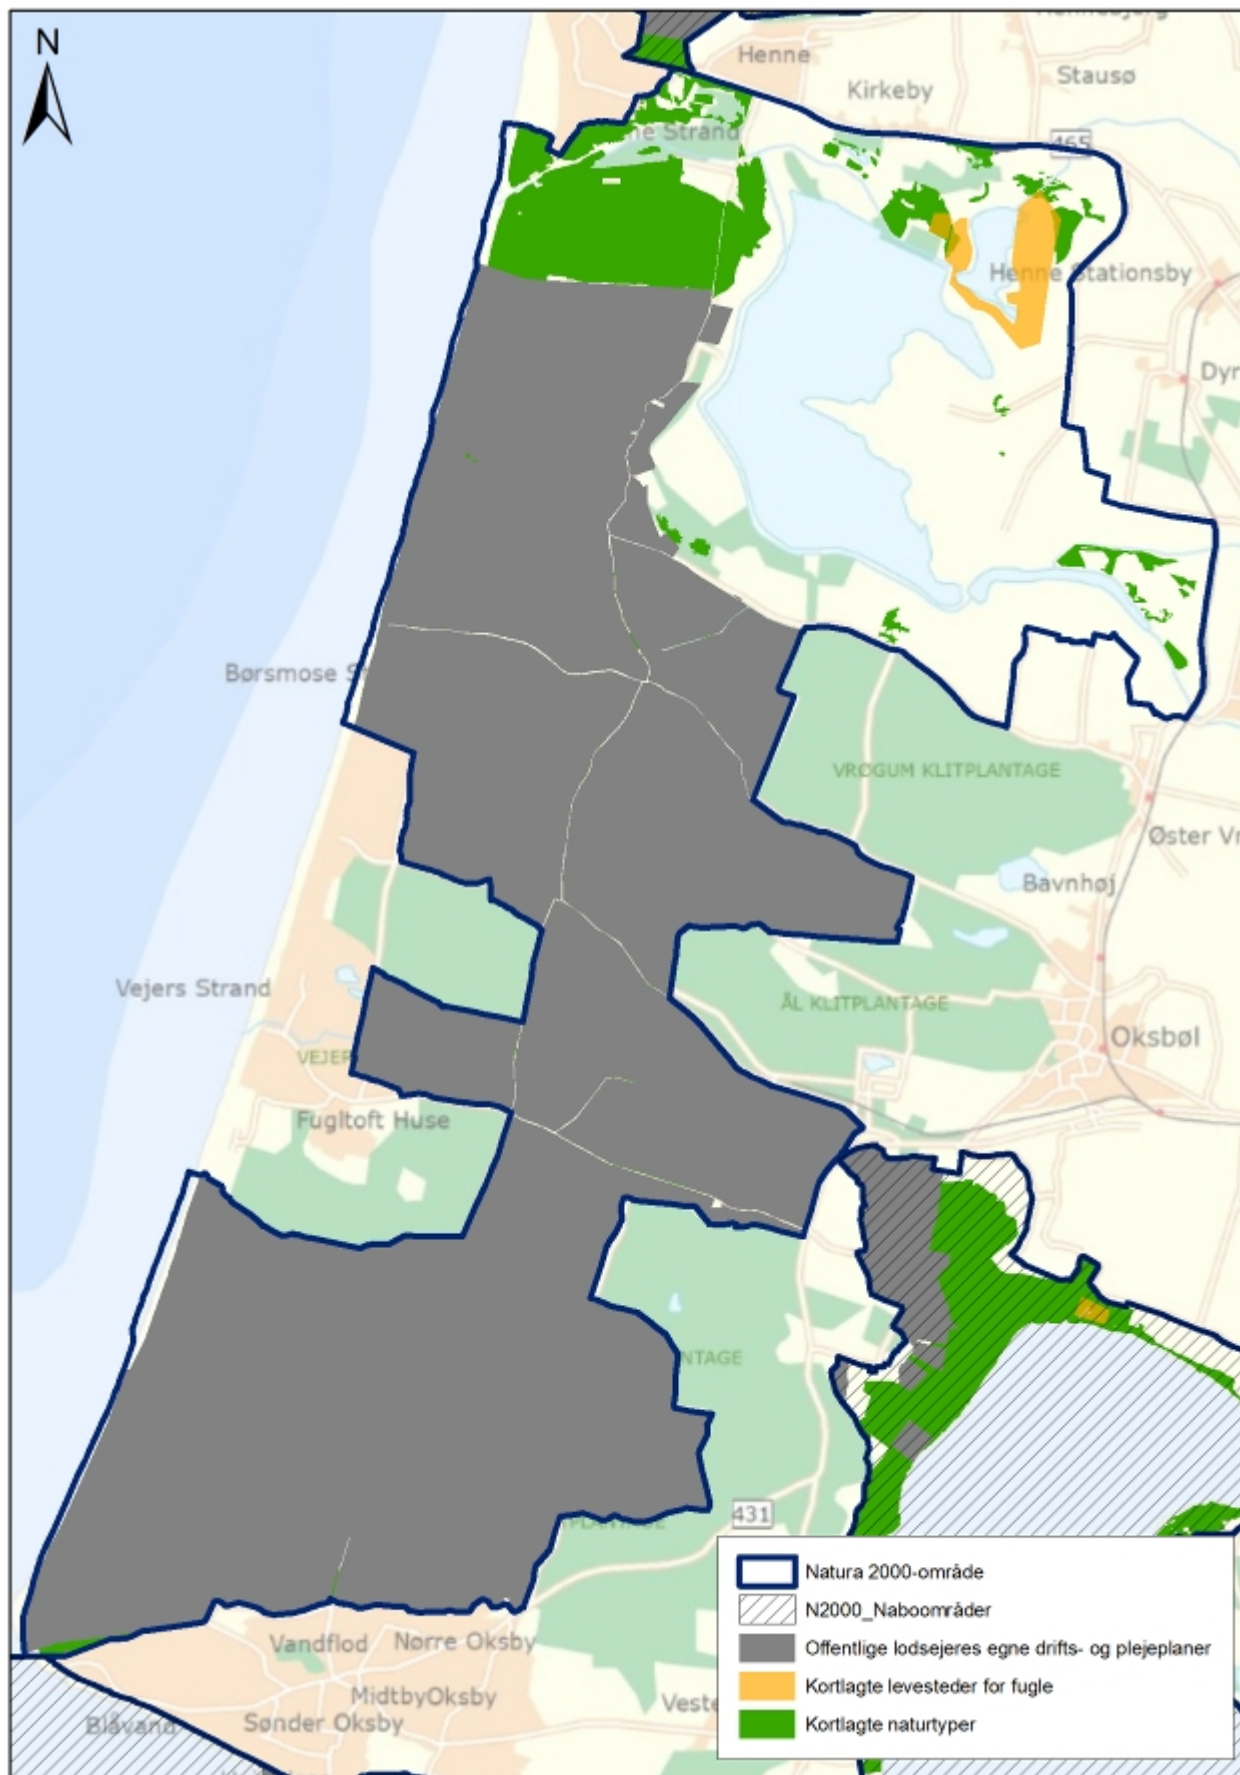 N
Henne
Stausø
Kirkeby
ne Strand
465
Henne Stationsby
Dyr
Børsmose
VROGUM KLITPLANTAGE
Øster Vr
Bavnhøj
Vejers Strand
ÅL KLITPLANTAGE
Oksbøl
VEJER
Fugltoft Huse
NTAGE
431
TPLANTAGE
Vandflod
Nørre Oksby
MidtbyOksby
Sønder Oksby
Blåvand
Veste
Natura 2000-område
N2000_Naboområder
Offentlige lodsejeres egne drifts- og plejeplaner
Kortlagte levesteder for fugle
Kortlagte naturtyper